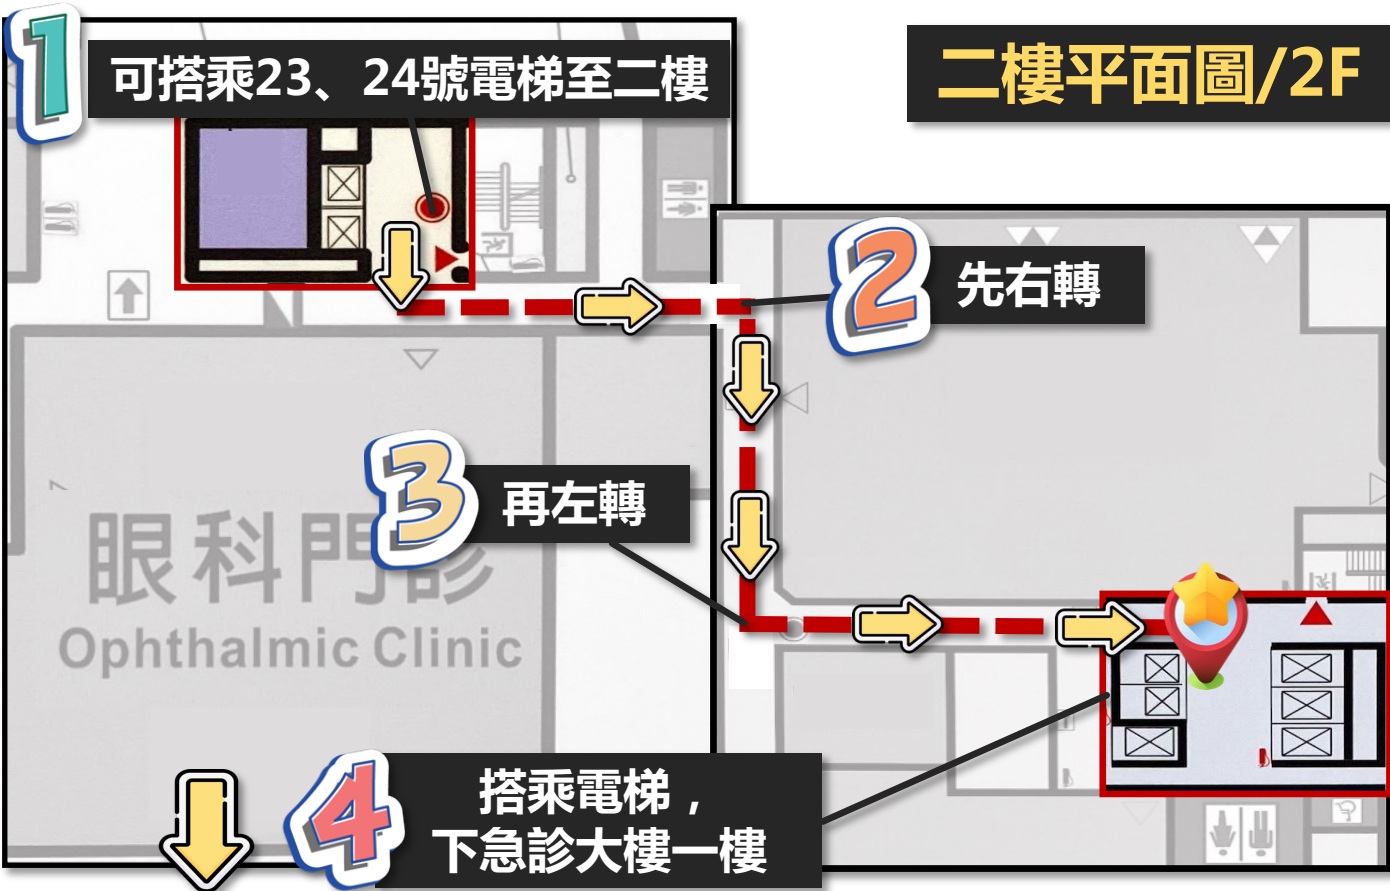 1
可搭乘23、24號電梯至二樓
二樓平面圖/2F
2
先右轉
3
再左轉
眼科門診
Ophthalmic Clinic
4
搭乘電梯，
下急診大樓一樓